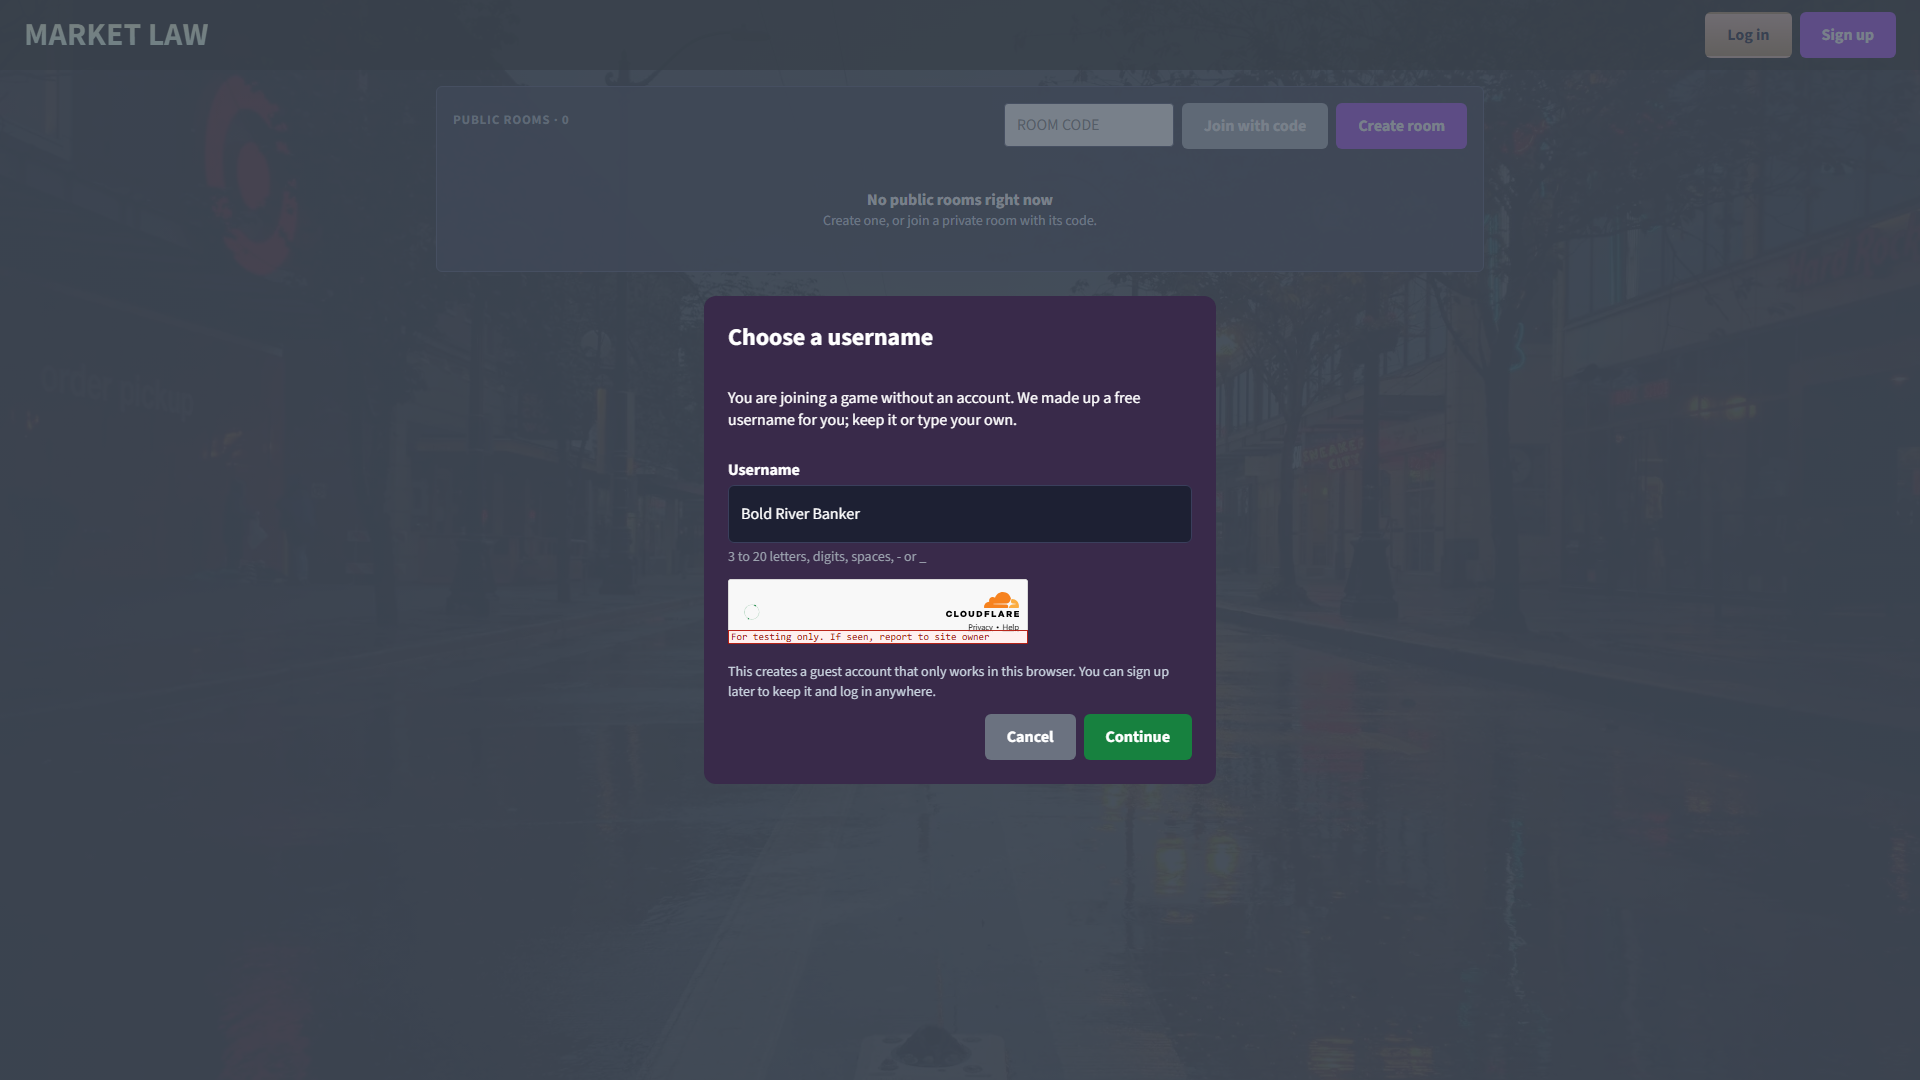 MARKET LAW
Log in
Sign up
PUBLIC ROOMS · 0
ROOM CODE
Join with code
Create room
No public rooms right now
Create one, or join a private room with its code.
order pickup
SNEAKER
CITY
Choose a username
You are joining a game without an account. We made up a free
username for you; keep it or type your own.
Username
Bold River Banker
3 to 20 letters, digits, spaces, - or _
CLOUDFLARE
Privacy • Help
For testing only. If seen, report to site owner
This creates a guest account that only works in this browser. You can sign up
later to keep it and log in anywhere.
Cancel
Continue